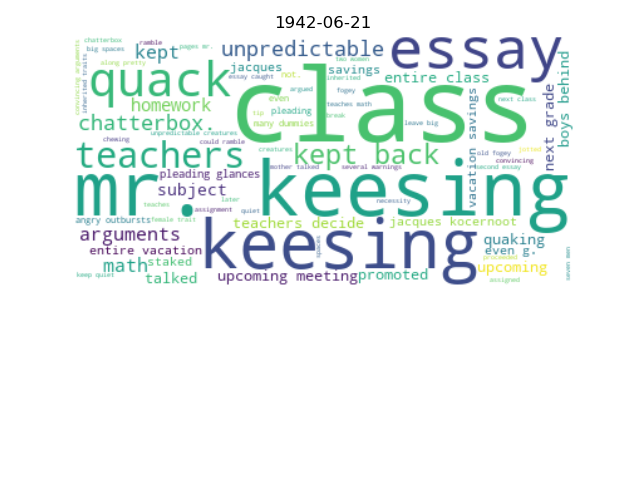 1942-06-21
chatterbox
ramble
big spaces
kept
pages mr.
unpredictable
essay
two women
along pretty
jacques
not.
savings
inherited
quack
class
essay caught
entire class
boys behind
convincing arguments
inherited traits
homework
even
fogey
argued
teaches math
next class
chatterbox.
tip
pleading
break
unpredictable creatures
many dummies
leave big
vacation savings
next grade
chewing
could ramble
creatures
old fogey
jotted
teachers
kept back
convincing
mother talked
several warnings
second essay
mr. keesing
pleading glances
subject
teaches
later
necessity
assignment
quiet
angry outbursts
female trait
teachers decide
jacques kocernoot
arguments
keesing
quaking
entire vacation
even g.
proceeded
math
staked
upcoming
keep quiet
talked
upcoming meeting
promoted
assigned